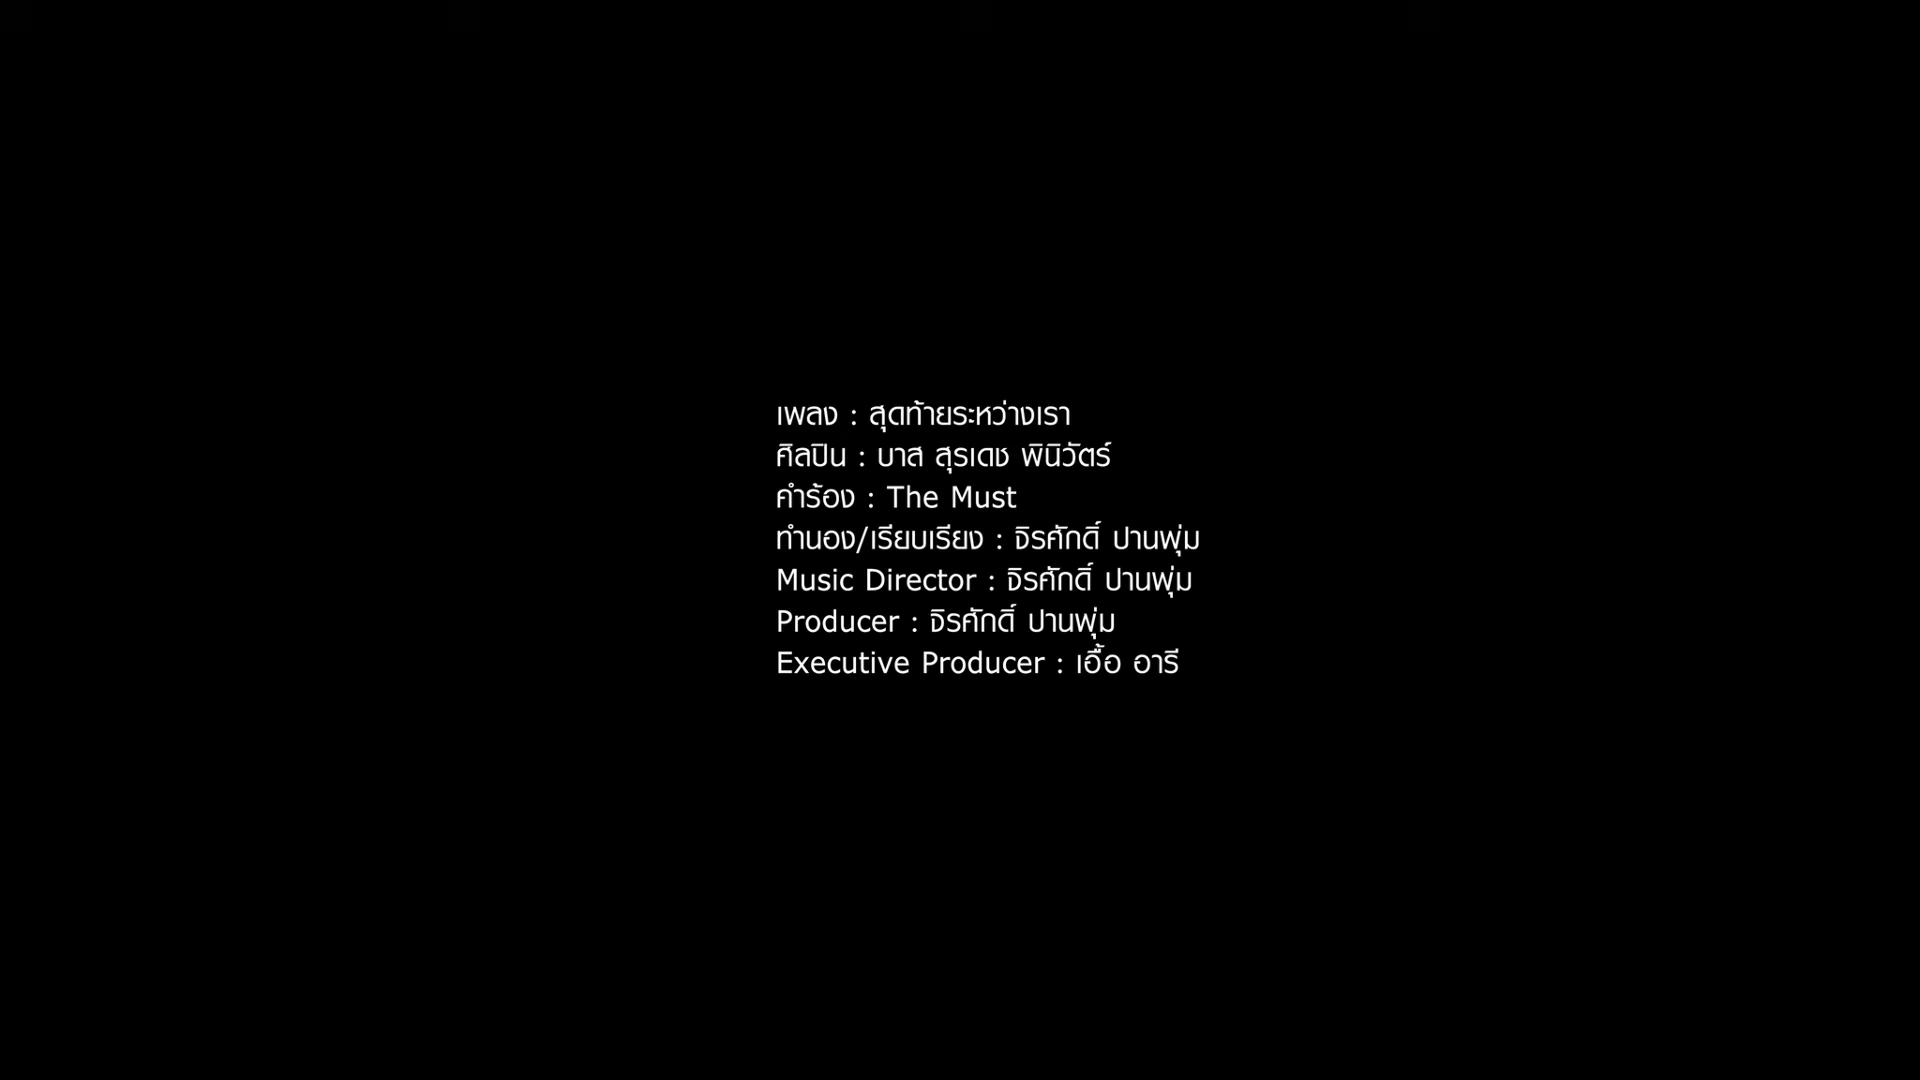 เพลง : สุดท้ายระหว่างเรา
ศิลปิน : บาส สุรเดช พินิวัตร์
คำร้อง : The Must
ทำนอง/เรียบเรียง : จิรศักดิ์ ปานพุ่ม
Music Director : จิรศักดิ์ ปานพุ่ม
Producer : จิรศักดิ์ ปานพุ่ม
Executive Producer : เอื้อ อารี